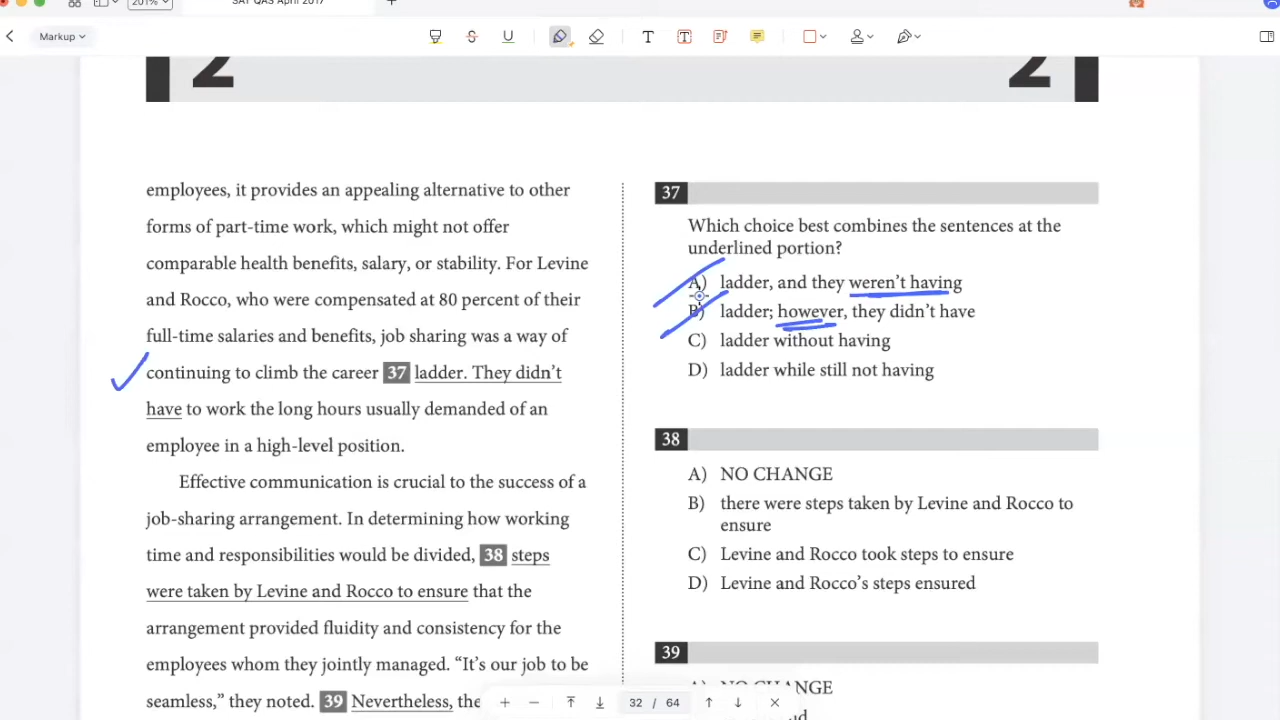 201%
SAT QAS April 2017
Markup
2
2
employees, it provides an appealing alternative to other
forms of part-time work, which might not offer
comparable health benefits, salary, or stability. For Levine
and Rocco, who were compensated at 80 percent of their
full-time salaries and benefits, job sharing was a way of
continuing to climb the career 37 ladder. They didn’t
have to work the long hours usually demanded of an
employee in a high-level position.
Effective communication is crucial to the success of a
job-sharing arrangement. In determining how working
time and responsibilities would be divided, 38 steps
were taken by Levine and Rocco to ensure that the
arrangement provided fluidity and consistency for the
employees whom they jointly managed. “It’s our job to be
seamless,” they noted. 39 Nevertheless, the
37
Which choice best combines the sentences at the
underlined portion?
A) ladder, and they weren’t having
B) ladder; however, they didn’t have
C) ladder without having
D) ladder while still not having
38
A) NO CHANGE
B) there were steps taken by Levine and Rocco to
ensure
C) Levine and Rocco took steps to ensure
D) Levine and Rocco’s steps ensured
39
A) NO CHANGE
32 / 64